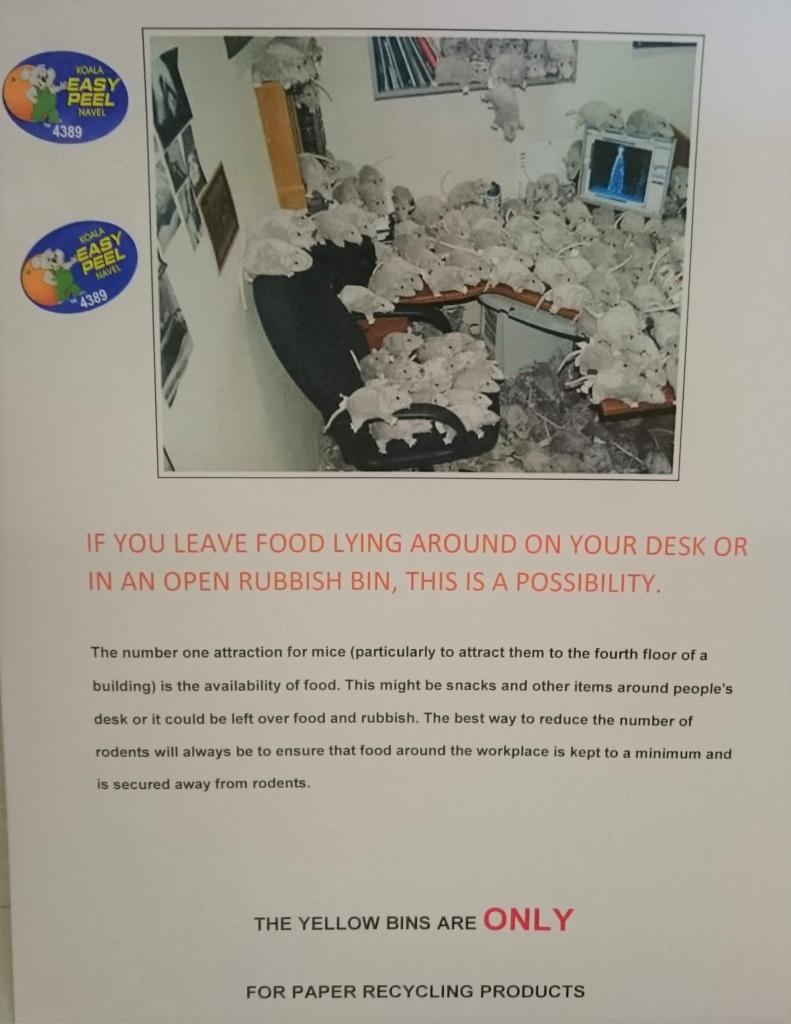 KOALA
EASY
PEEL
NAVEL
™ 4389
KOALA
EASY
PEEL
NAVEL
™ 4389
IF YOU LEAVE FOOD LYING AROUND ON YOUR DESK OR
IN AN OPEN RUBBISH BIN, THIS IS A POSSIBILITY.
The number one attraction for mice (particularly to attract them to the fourth floor of a
building) is the availability of food. This might be snacks and other items around people's
desk or it could be left over food and rubbish. The best way to reduce the number of
rodents will always be to ensure that food around the workplace is kept to a minimum and
is secured away from rodents.
THE YELLOW BINS ARE ONLY
FOR PAPER RECYCLING PRODUCTS